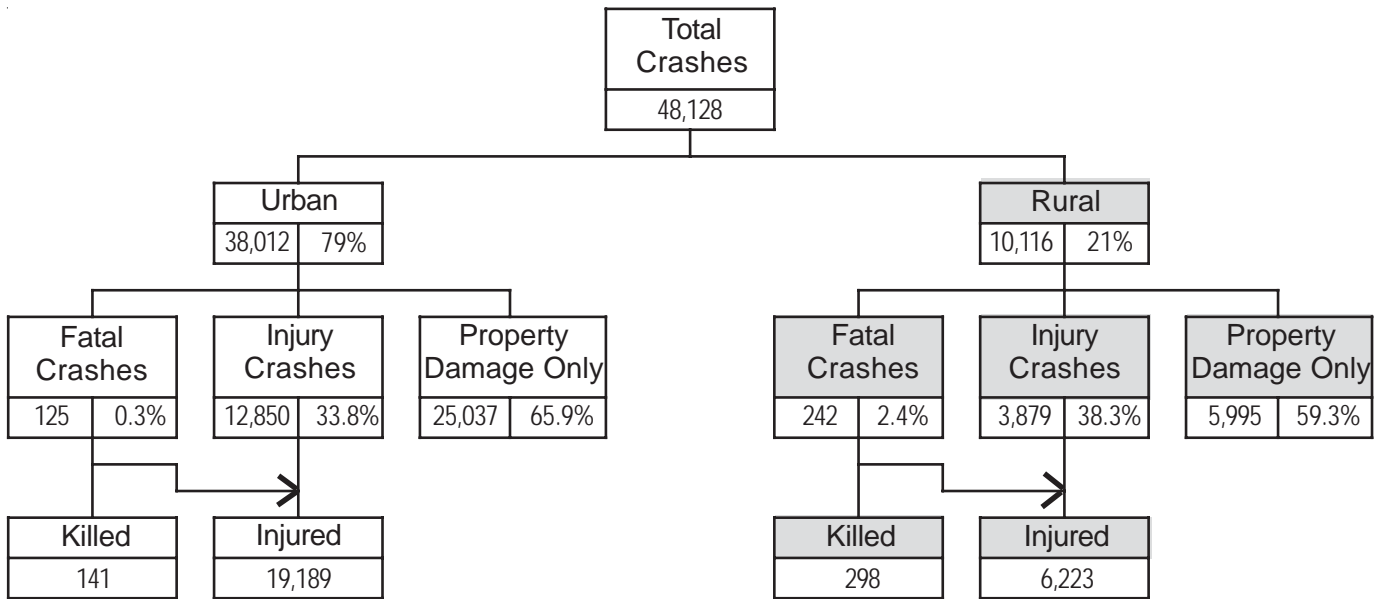 Total
Crashes
48,128
Urban
38,012 79%
Rural
10,116 21%
Fatal
Crashes
125 0.3%
Injury
Crashes
12,850 33.8%
Property
Damage Only
25,037 65.9%
Fatal
Crashes
242 2.4%
Injury
Crashes
3,879 38.3%
Property
Damage Only
5,995 59.3%
Killed
141
Injured
19,189
Killed
298
Injured
6,223